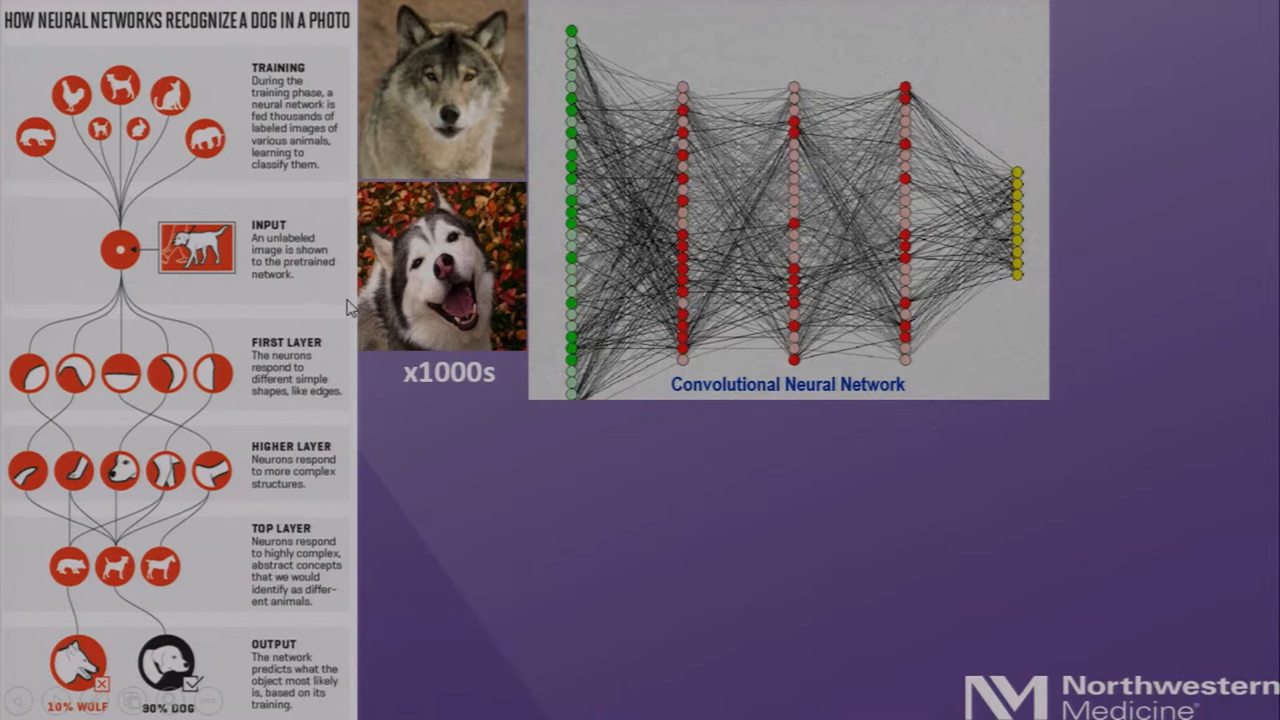 HOW NEURAL NETWORKS RECOGNIZE A DOG IN A PHOTO
TRAINING
During the
training phase, a
neural network is
fed thousands of
labeled images of
various animals,
learning to
classify them.
INPUT
An unlabeled
image is shown
to the pretrained
network.
FIRST LAYER
The neurons
respond to
different simple
shapes, like edges.
HIGHER LAYER
Neurons respond
to more complex
structures.
TOP LAYER
Neurons respond
to highly complex,
abstract concepts
that we would
identify as differ-
ent animals.
OUTPUT
The network
predicts what the
object most likely
is, based on its
training.
10% WOLF
90% DOG
x1000s
Convolutional Neural Network
NM
Northwestern
Medicine®